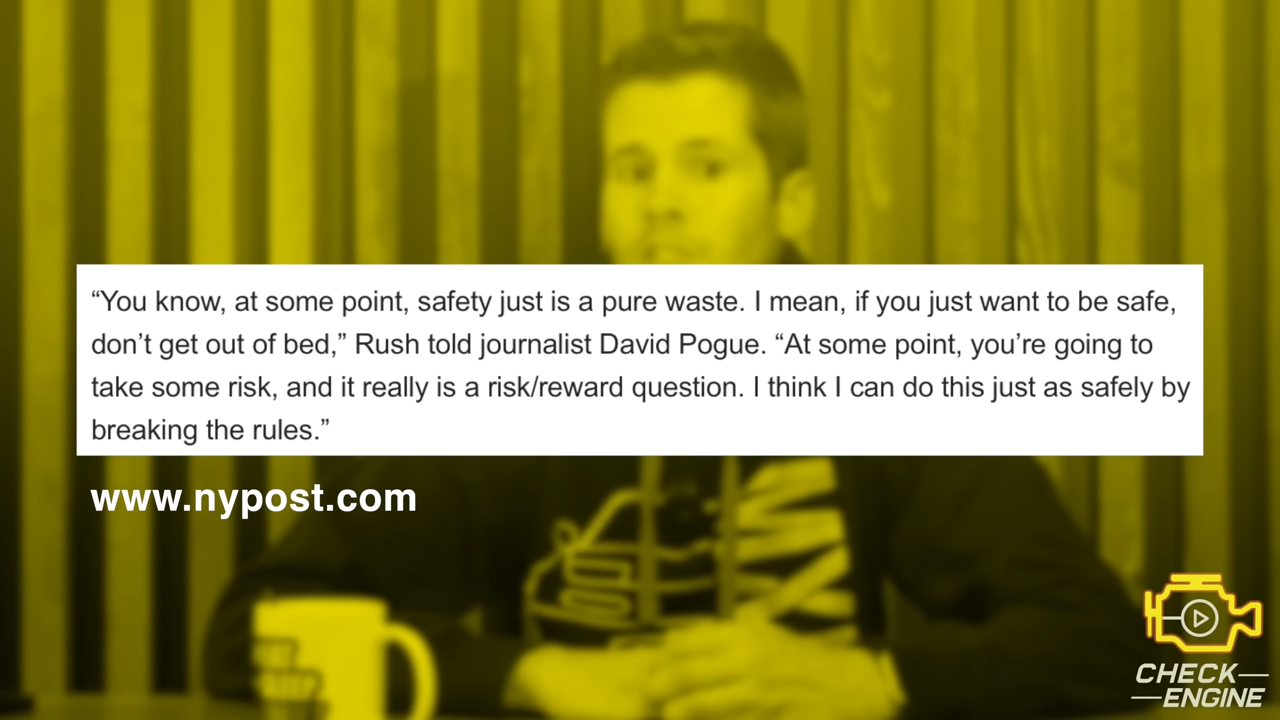 “You know, at some point, safety just is a pure waste. I mean, if you just want to be safe,
don’t get out of bed,” Rush told journalist David Pogue. “At some point, you’re going to
take some risk, and it really is a risk/reward question. I think I can do this just as safely by
breaking the rules.”
www.nypost.com
CHECK
ENGINE